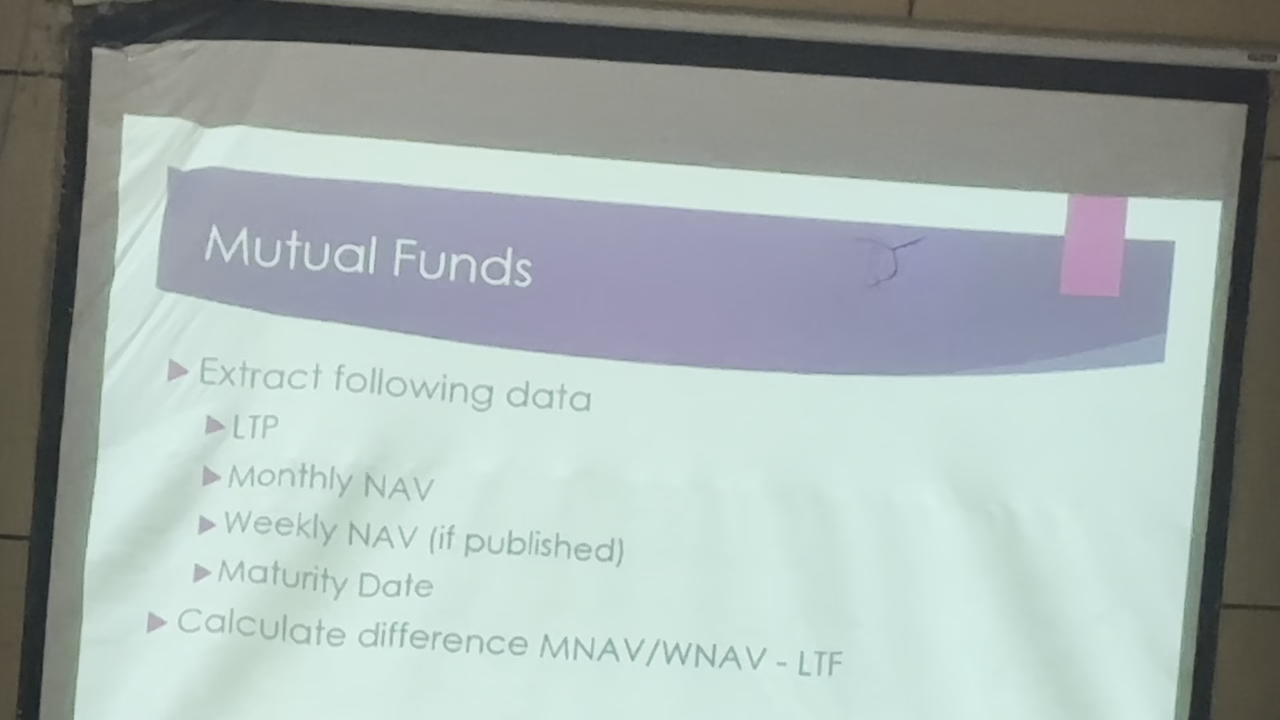 Mutual Funds
Extract following data
LTP
Monthly NAV
Weekly NAV (if published)
Maturity Date
Calculate difference MNAV/WNAV - LTF